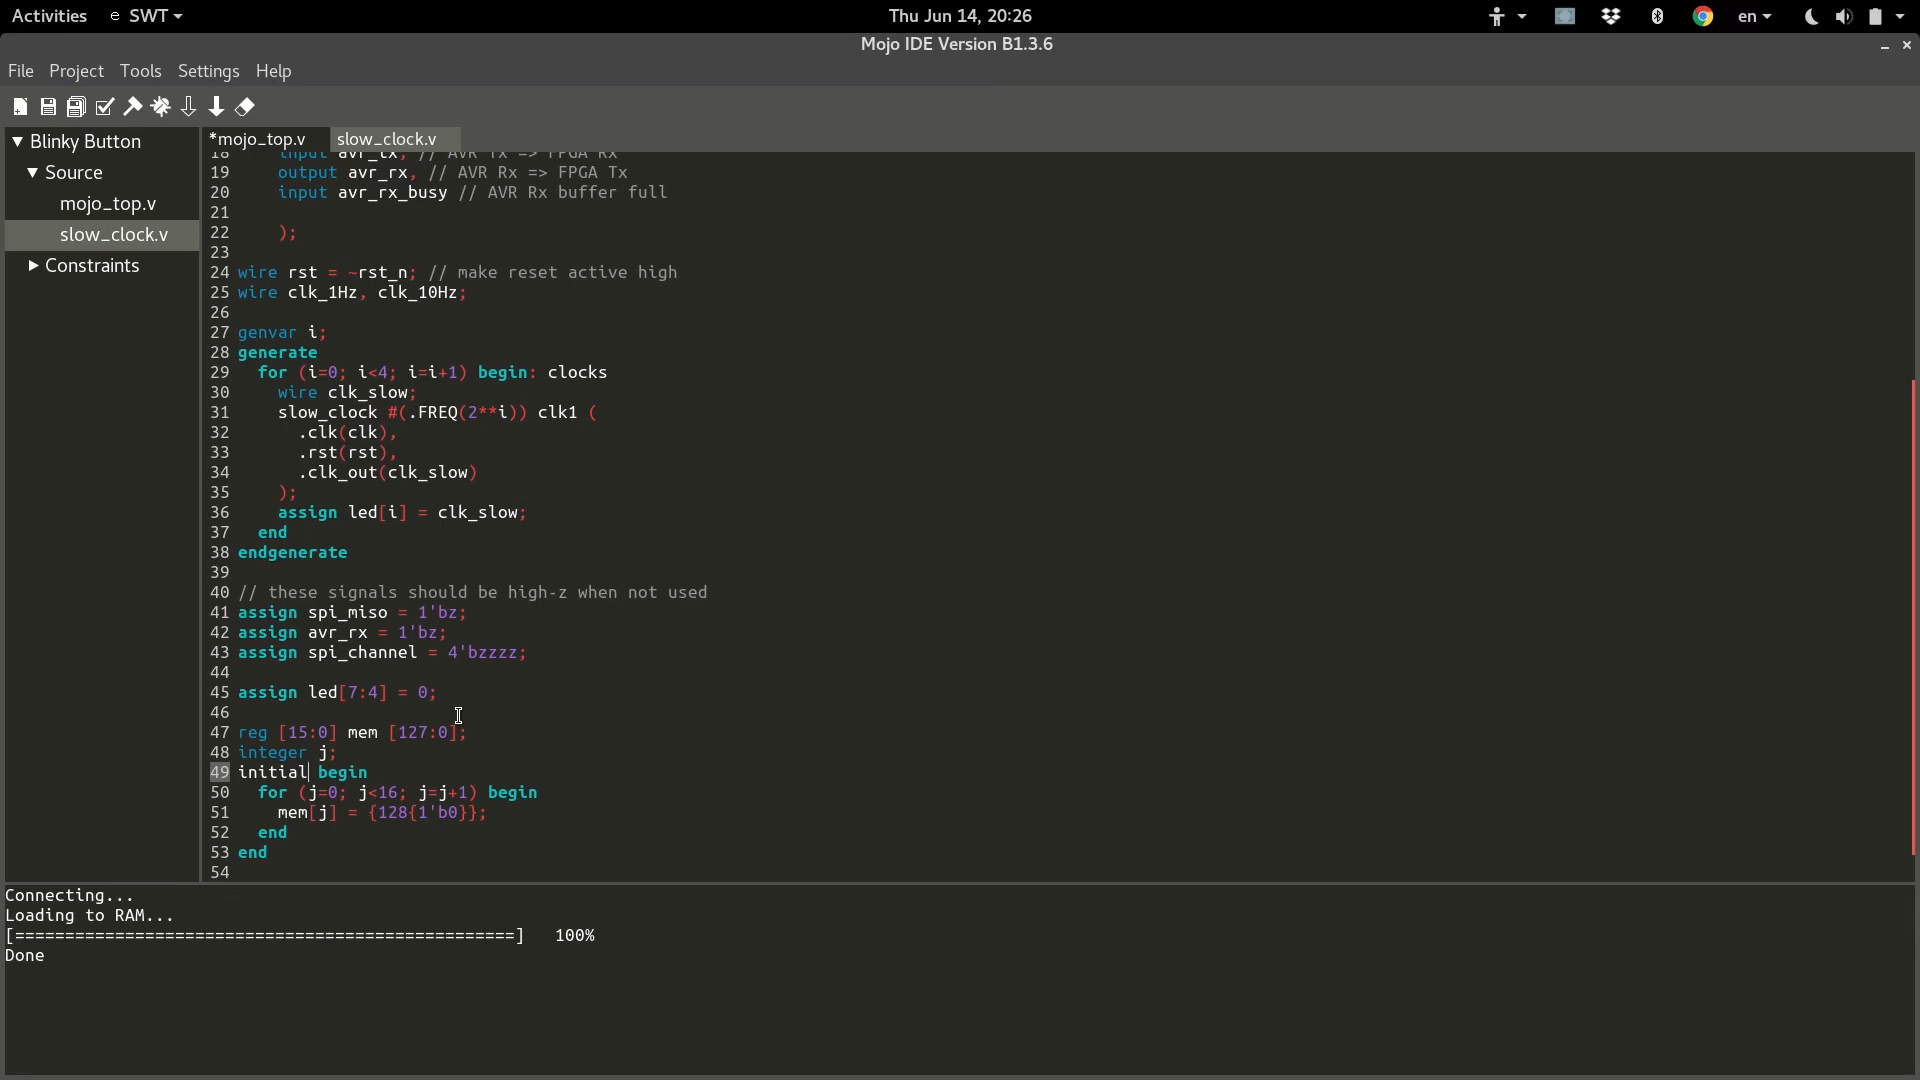 Activities SWT Thu Jun 14, 20:26 en
Mojo IDE Version B1.3.6
File Project Tools Settings Help
Blinky Button
Source
mojo_top.v
slow_clock.v
Constraints
*mojo_top.v slow_clock.v
18 input avr_tx, // AVR Tx => FPGA Rx
19 output avr_rx, // AVR Rx => FPGA Tx
20 input avr_rx_busy // AVR Rx buffer full
21
22 );
23
24 wire rst = ~rst_n; // make reset active high
25 wire clk_1Hz, clk_10Hz;
26
27 genvar i;
28 generate
29 for (i=0; i<4; i=i+1) begin: clocks
30 wire clk_slow;
31 slow_clock #(.FREQ(2**i)) clk1 (
32 .clk(clk),
33 .rst(rst),
34 .clk_out(clk_slow)
35 );
36 assign led[i] = clk_slow;
37 end
38 endgenerate
39
40 // these signals should be high-z when not used
41 assign spi_miso = 1'bz;
42 assign avr_rx = 1'bz;
43 assign spi_channel = 4'bzzzz;
44
45 assign led[7:4] = 0;
46
47 reg [15:0] mem [127:0];
48 integer j;
49 initial begin
50 for (j=0; j<16; j=j+1) begin
51 mem[j] = {128{1'b0}};
52 end
53 end
54
Connecting...
Loading to RAM...
[==================================================] 100%
Done